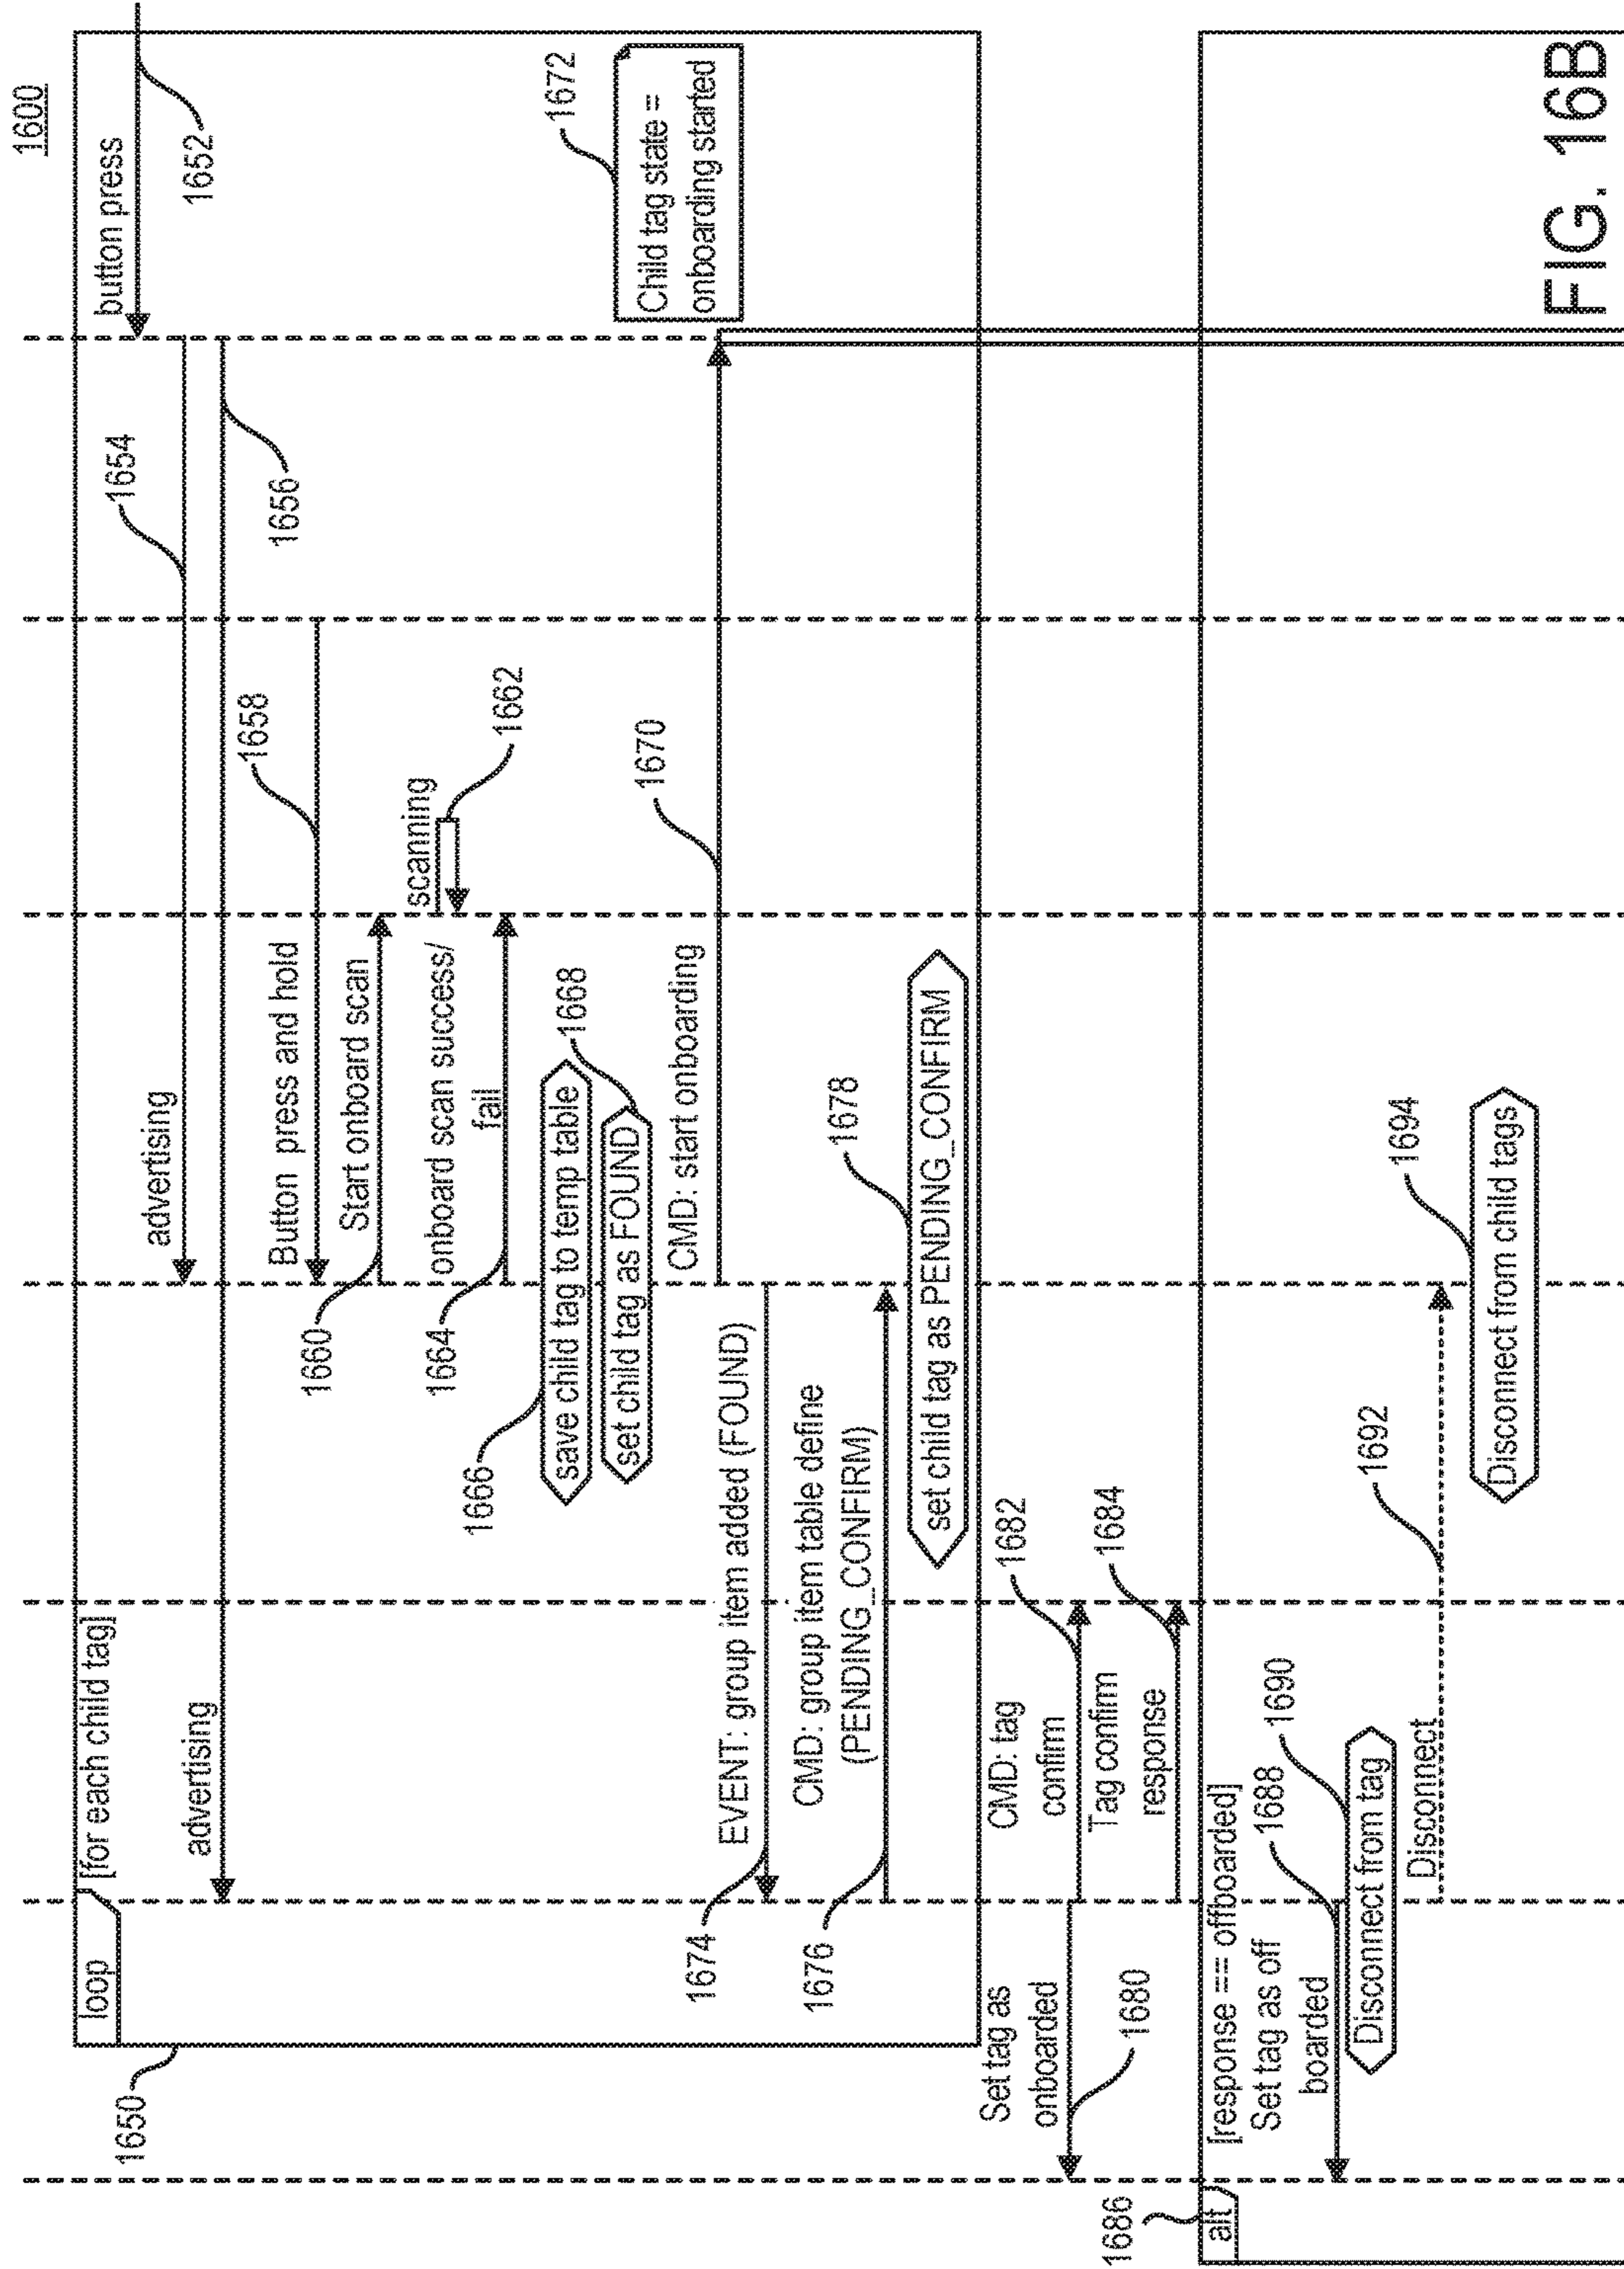 1600
loop
[for each child tag]
button press
1652
1650
advertising
1654
advertising
1656
1658
Button press and hold
1660
Start onboard scan
scanning
1662
1664
onboard scan success/
fail
1666
save child tag to temp table
1668
set child tag as FOUND
1670
CMD: start onboarding
1672
Child tag state =
onboarding started
1674
EVENT: group item added (FOUND)
1676
CMD: group item table define
(PENDING_CONFIRM)
1678
set child tag as PENDING_CONFIRM
Set tag as
onboarded
1680
CMD: tag
confirm
1682
Tag confirm
response
1684
1686
alt
[response == offboarded]
Set tag as off
boarded
1688
1690
Disconnect from tag
Disconnect
1692
1694
Disconnect from child tags
FIG. 16B